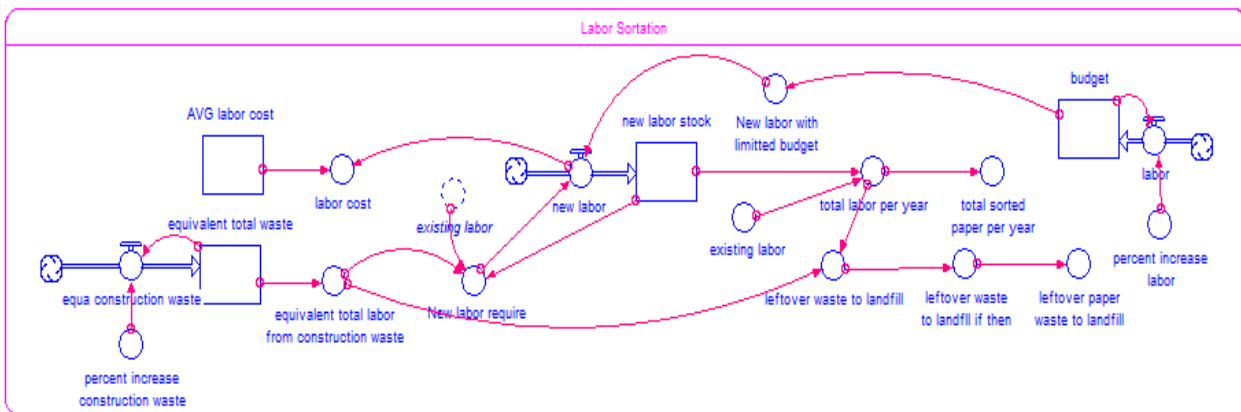 Labor Sortation
budget
AVG labor cost
new labor stock
New labor with
limitted budget
labor
labor cost
new labor
existing labor
total labor per year
total sorted
paper per year
equivalent total waste
existing labor
percent increase
labor
equa construction waste
equivalent total labor
from construction waste
New labor require
leftover waste to landfill
leftover waste
to landfll if then
leftover paper
waste to landfill
percent increase
construction waste